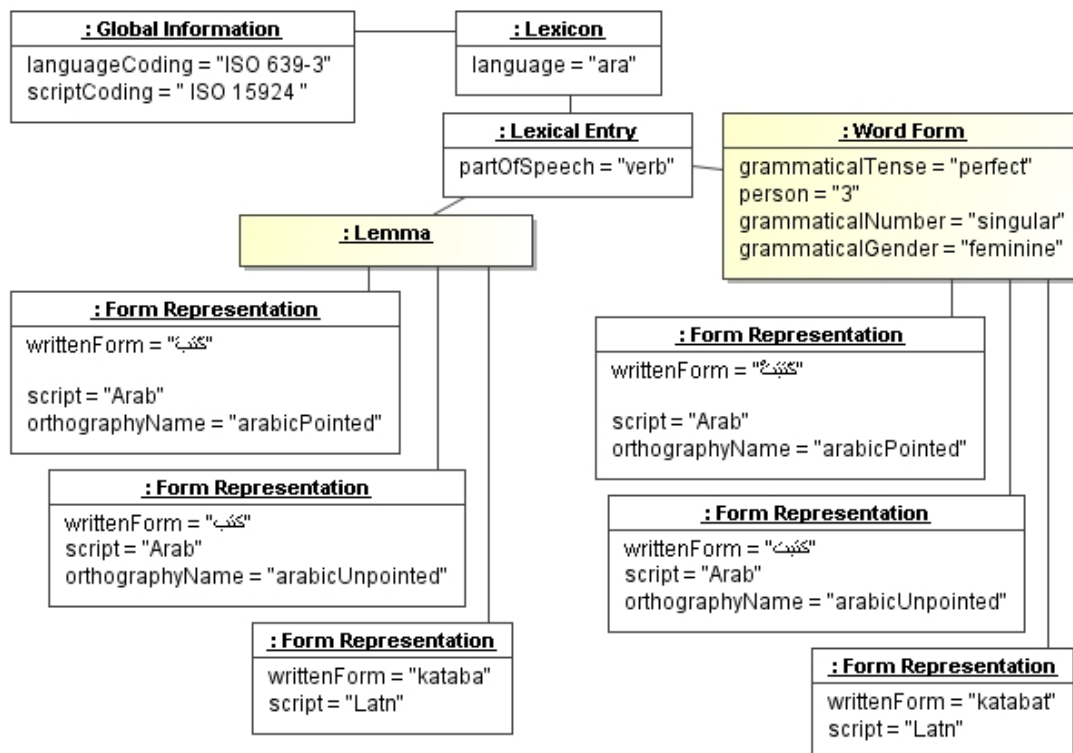 : Global Information
languageCoding = "ISO 639-3"
scriptCoding = " ISO 15924 "
: Lexicon
language = "ara"
: Lexical Entry
partOfSpeech = "verb"
: Word Form
grammaticalTense = "perfect"
person = "3"
grammaticalNumber = "singular"
grammaticalGender = "feminine"
: Lemma
: Form Representation
writtenForm = "كَتَبَ"
script = "Arab"
orthographyName = "arabicPointed"
: Form Representation
writtenForm = "كتب"
script = "Arab"
orthographyName = "arabicUnpointed"
: Form Representation
writtenForm = "kataba"
script = "Latn"
: Form Representation
writtenForm = "كَتَبَتْ"
script = "Arab"
orthographyName = "arabicPointed"
: Form Representation
writtenForm = "كتبت"
script = "Arab"
orthographyName = "arabicUnpointed"
: Form Representation
writtenForm = "katabat"
script = "Latn"